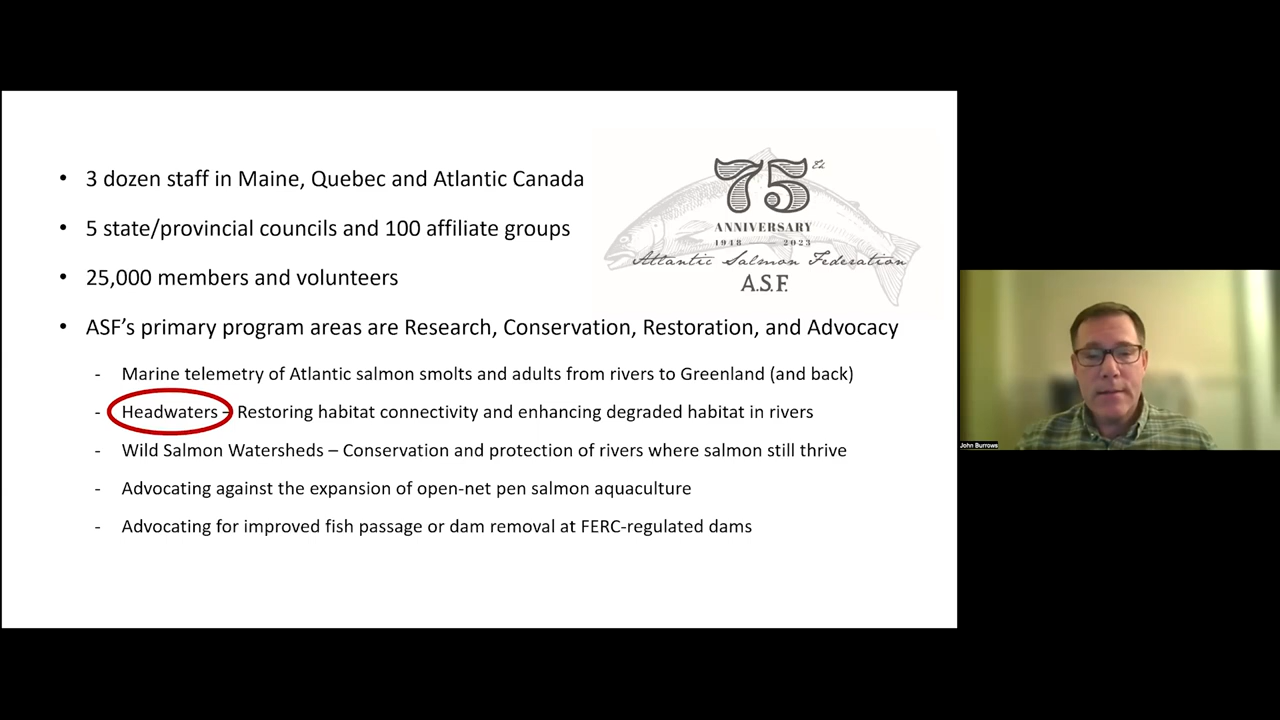 • 3 dozen staff in Maine, Quebec and Atlantic Canada
• 5 state/provincial councils and 100 affiliate groups
• 25,000 members and volunteers
75th
ANNIVERSARY
1948 — 2023
Atlantic Salmon Federation
A.S.F.
• ASF’s primary program areas are Research, Conservation, Restoration, and Advocacy
- Marine telemetry of Atlantic salmon smolts and adults from rivers to Greenland (and back)
- Headwaters – Restoring habitat connectivity and enhancing degraded habitat in rivers
- Wild Salmon Watersheds – Conservation and protection of rivers where salmon still thrive
- Advocating against the expansion of open-net pen salmon aquaculture
- Advocating for improved fish passage or dam removal at FERC-regulated dams
John Burrows